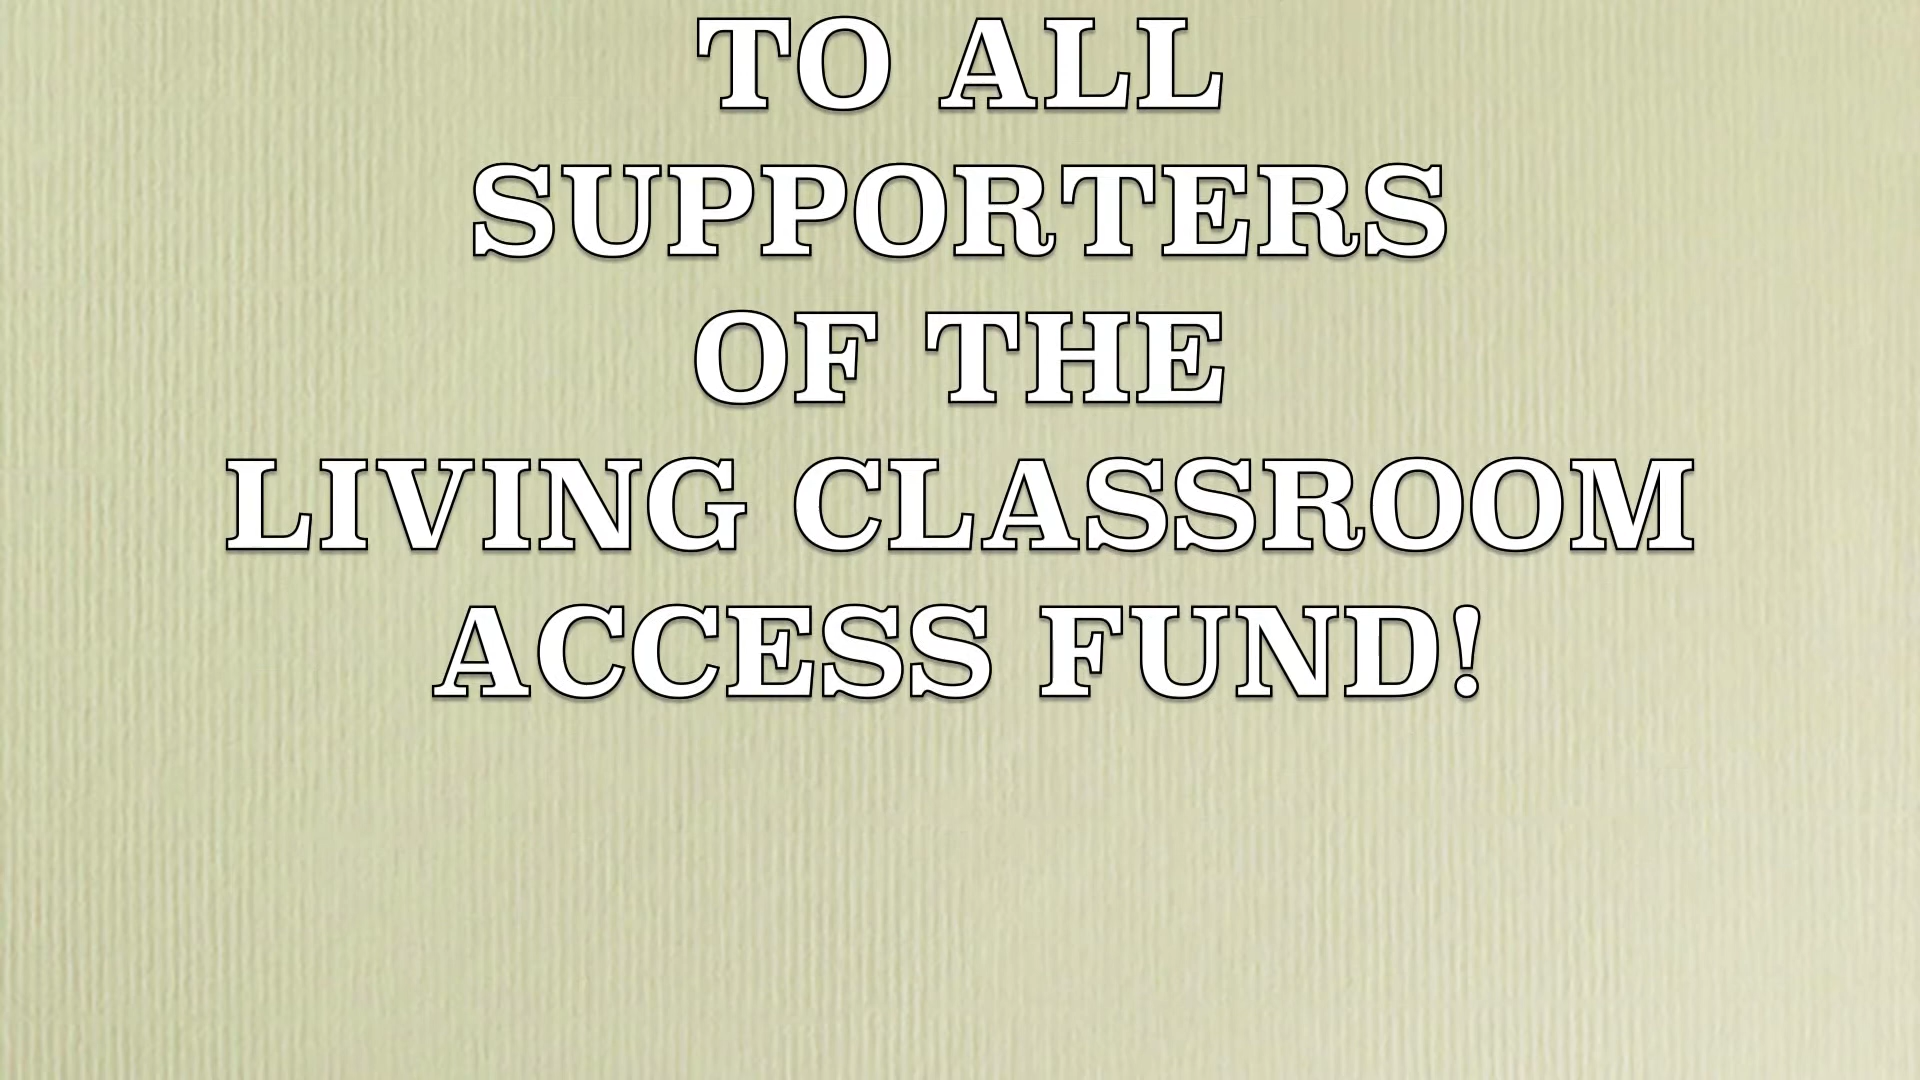 TO ALL
SUPPORTERS
OF THE
LIVING CLASSROOM
ACCESS FUND!